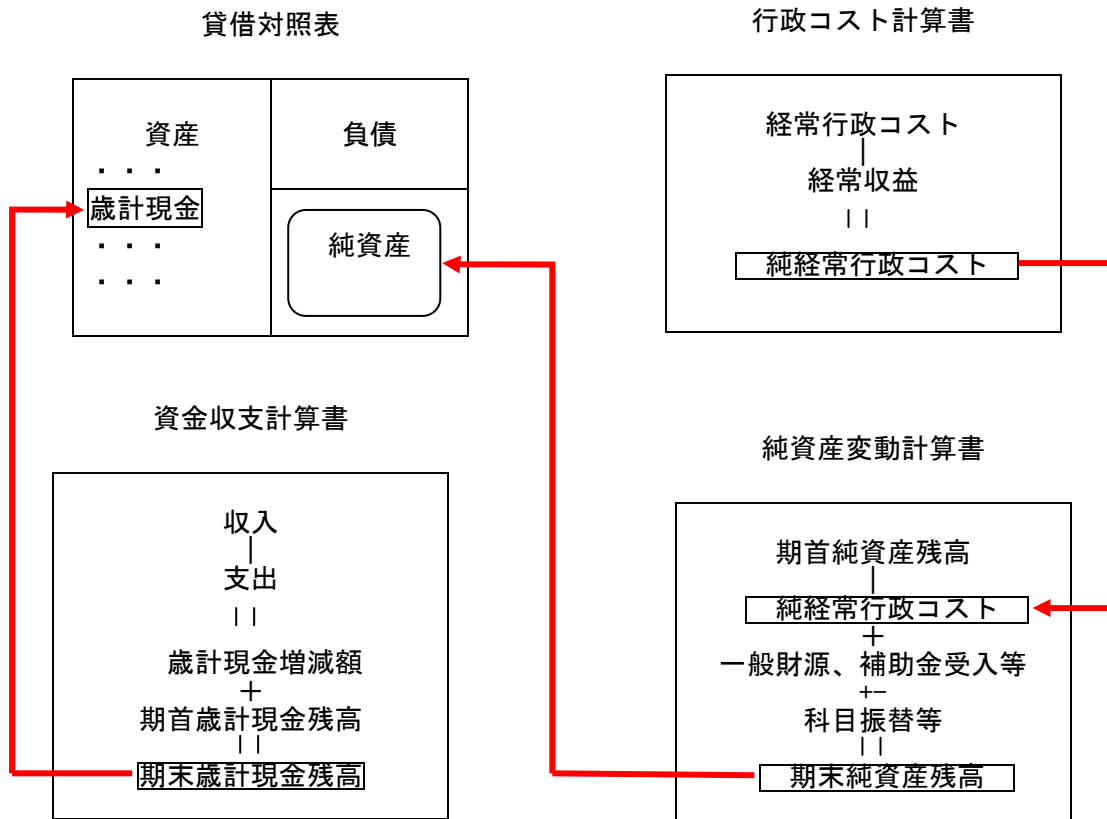 貸借対照表
資産
・・・
歳計現金
・・・
・・・
負債
純資産
行政コスト計算書
経常行政コスト
|
経常収益
||
純経常行政コスト
資金収支計算書
収入
|
支出
||
歳計現金増減額
＋
期首歳計現金残高
||
期末歳計現金残高
純資産変動計算書
期首純資産残高
|
純経常行政コスト
＋
一般財源、補助金受入等
+−
科目振替等
||
期末純資産残高